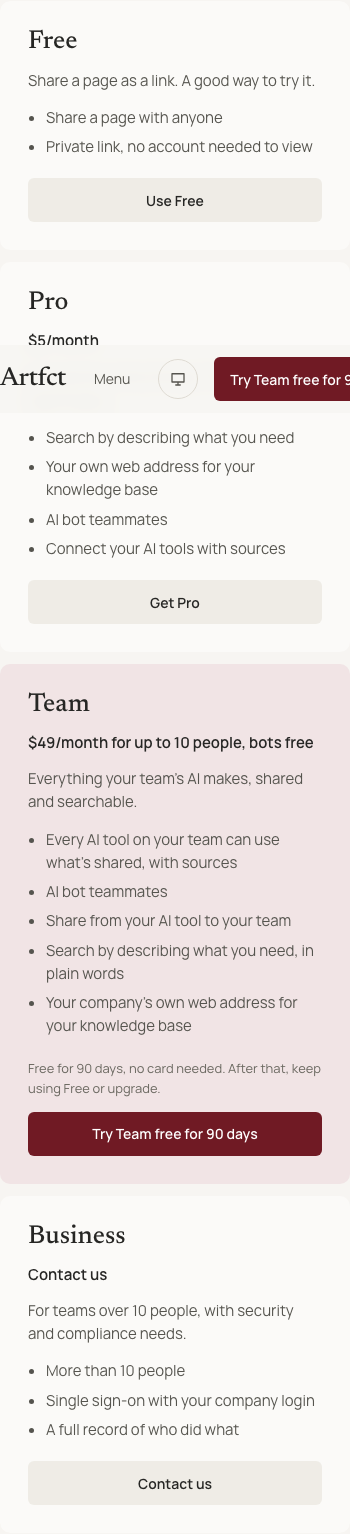 Free
Share a page as a link. A good way to try it.
• Share a page with anyone
• Private link, no account needed to view
Use Free
Pro
$5/month
Artfct Menu Try Team free for 9
• Search by describing what you need
• Your own web address for your
knowledge base
• AI bot teammates
• Connect your AI tools with sources
Get Pro
Team
$49/month for up to 10 people, bots free
Everything your team's AI makes, shared
and searchable.
• Every AI tool on your team can use
what's shared, with sources
• AI bot teammates
• Share from your AI tool to your team
• Search by describing what you need, in
plain words
• Your company's own web address for
your knowledge base
Free for 90 days, no card needed. After that, keep
using Free or upgrade.
Try Team free for 90 days
Business
Contact us
For teams over 10 people, with security
and compliance needs.
• More than 10 people
• Single sign-on with your company login
• A full record of who did what
Contact us